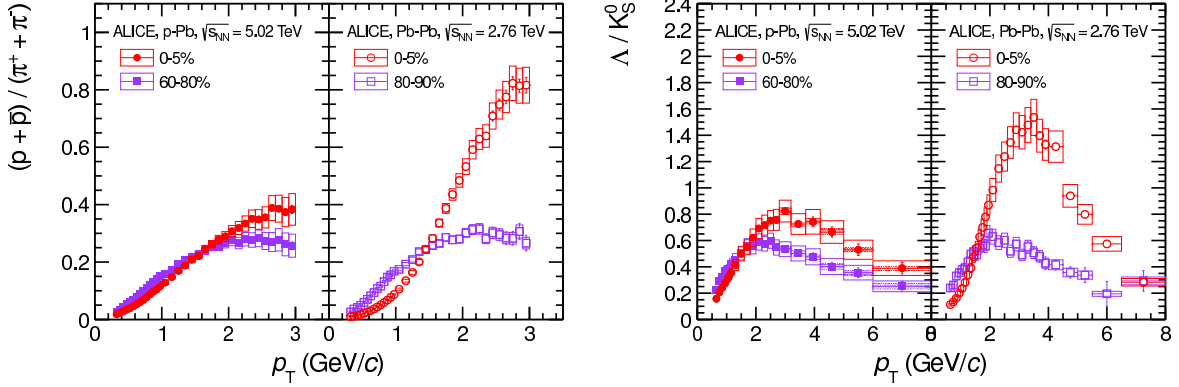 (p + p̅) / (π⁺ + π⁻)
ALICE, p-Pb, √sNN = 5.02 TeV
0-5%
60-80%
ALICE, Pb-Pb, √sNN = 2.76 TeV
0-5%
80-90%
0.8
0.6
0.4
0.2
0
0 1 2 3 0 1 2 3
pT (GeV/c)
Λ / K⁰S
ALICE, p-Pb, √sNN = 5.02 TeV
0-5%
60-80%
ALICE, Pb-Pb, √sNN = 2.76 TeV
0-5%
80-90%
2.4
2.2
2
1.8
1.6
1.4
1.2
1
0.8
0.6
0.4
0.2
0
0 2 4 6 8 2 4 6 8
pT (GeV/c)